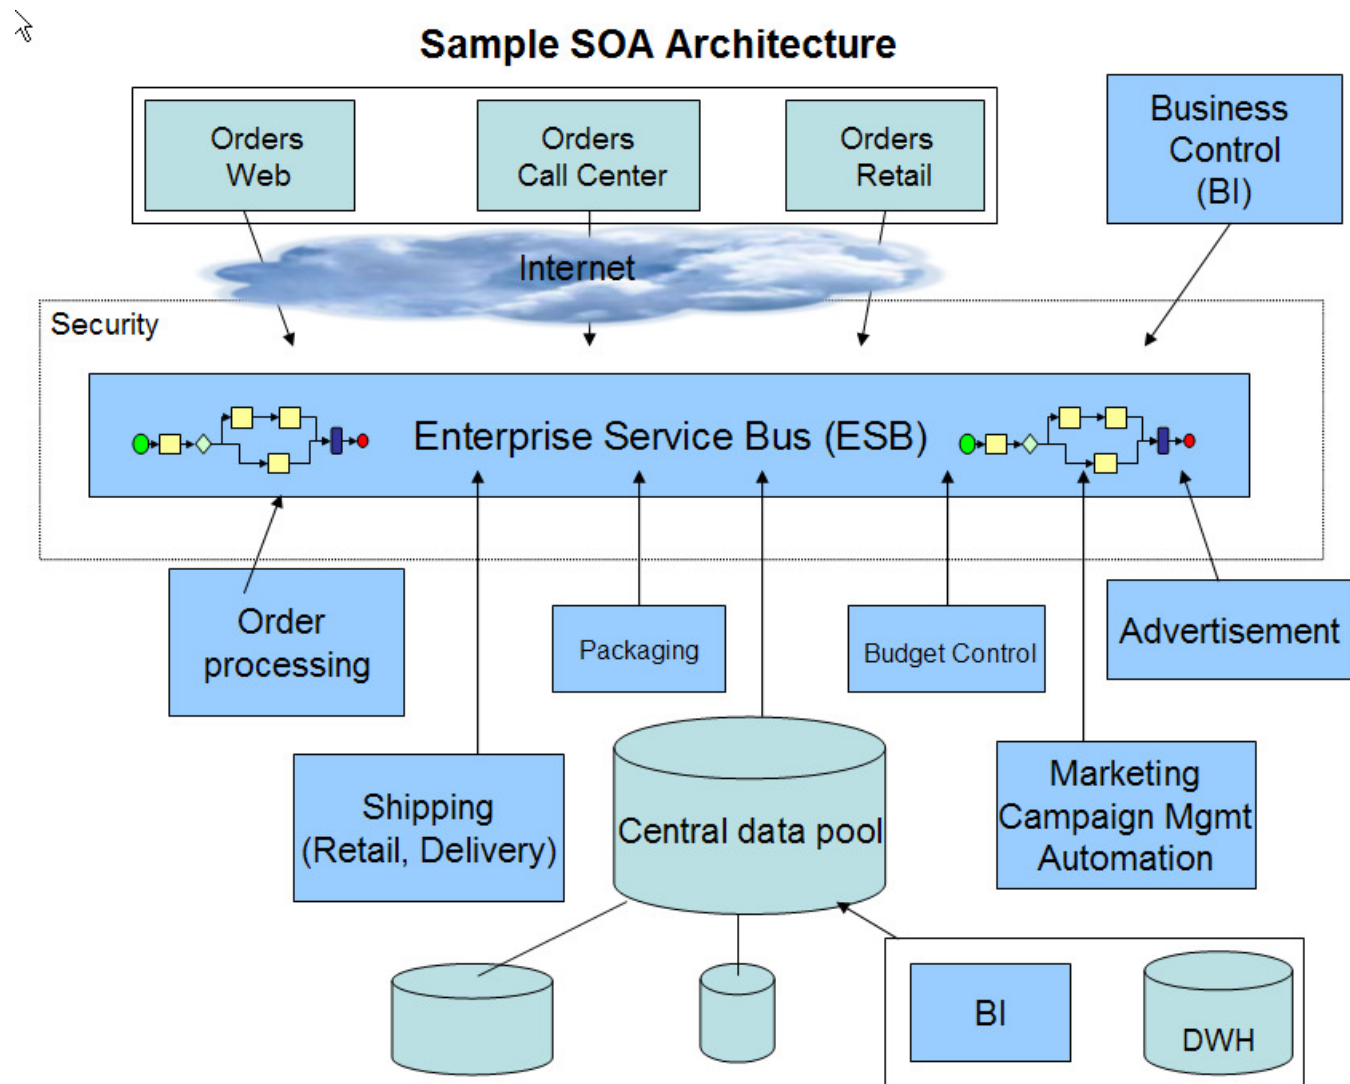 Sample SOA Architecture
Orders
Web
Orders
Call Center
Orders
Retail
Business
Control
(BI)
Internet
Security
Enterprise Service Bus (ESB)
Order
processing
Packaging
Budget Control
Advertisement
Shipping
(Retail, Delivery)
Central data pool
Marketing
Campaign Mgmt
Automation
BI
DWH